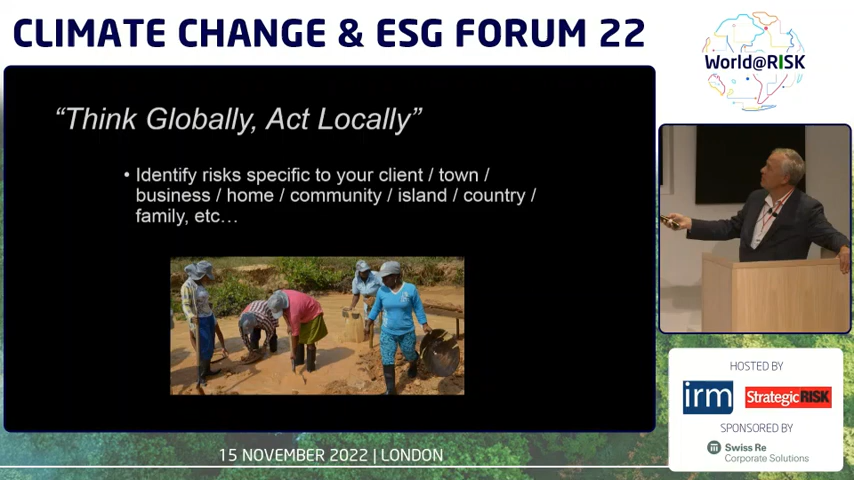 CLIMATE CHANGE & ESG FORUM 22
World@RISK
“Think Globally, Act Locally”
• Identify risks specific to your client / town /
business / home / community / island / country /
family, etc…
HOSTED BY
irm
StrategicRISK
SPONSORED BY
Swiss Re
Corporate Solutions
15 NOVEMBER 2022 | LONDON